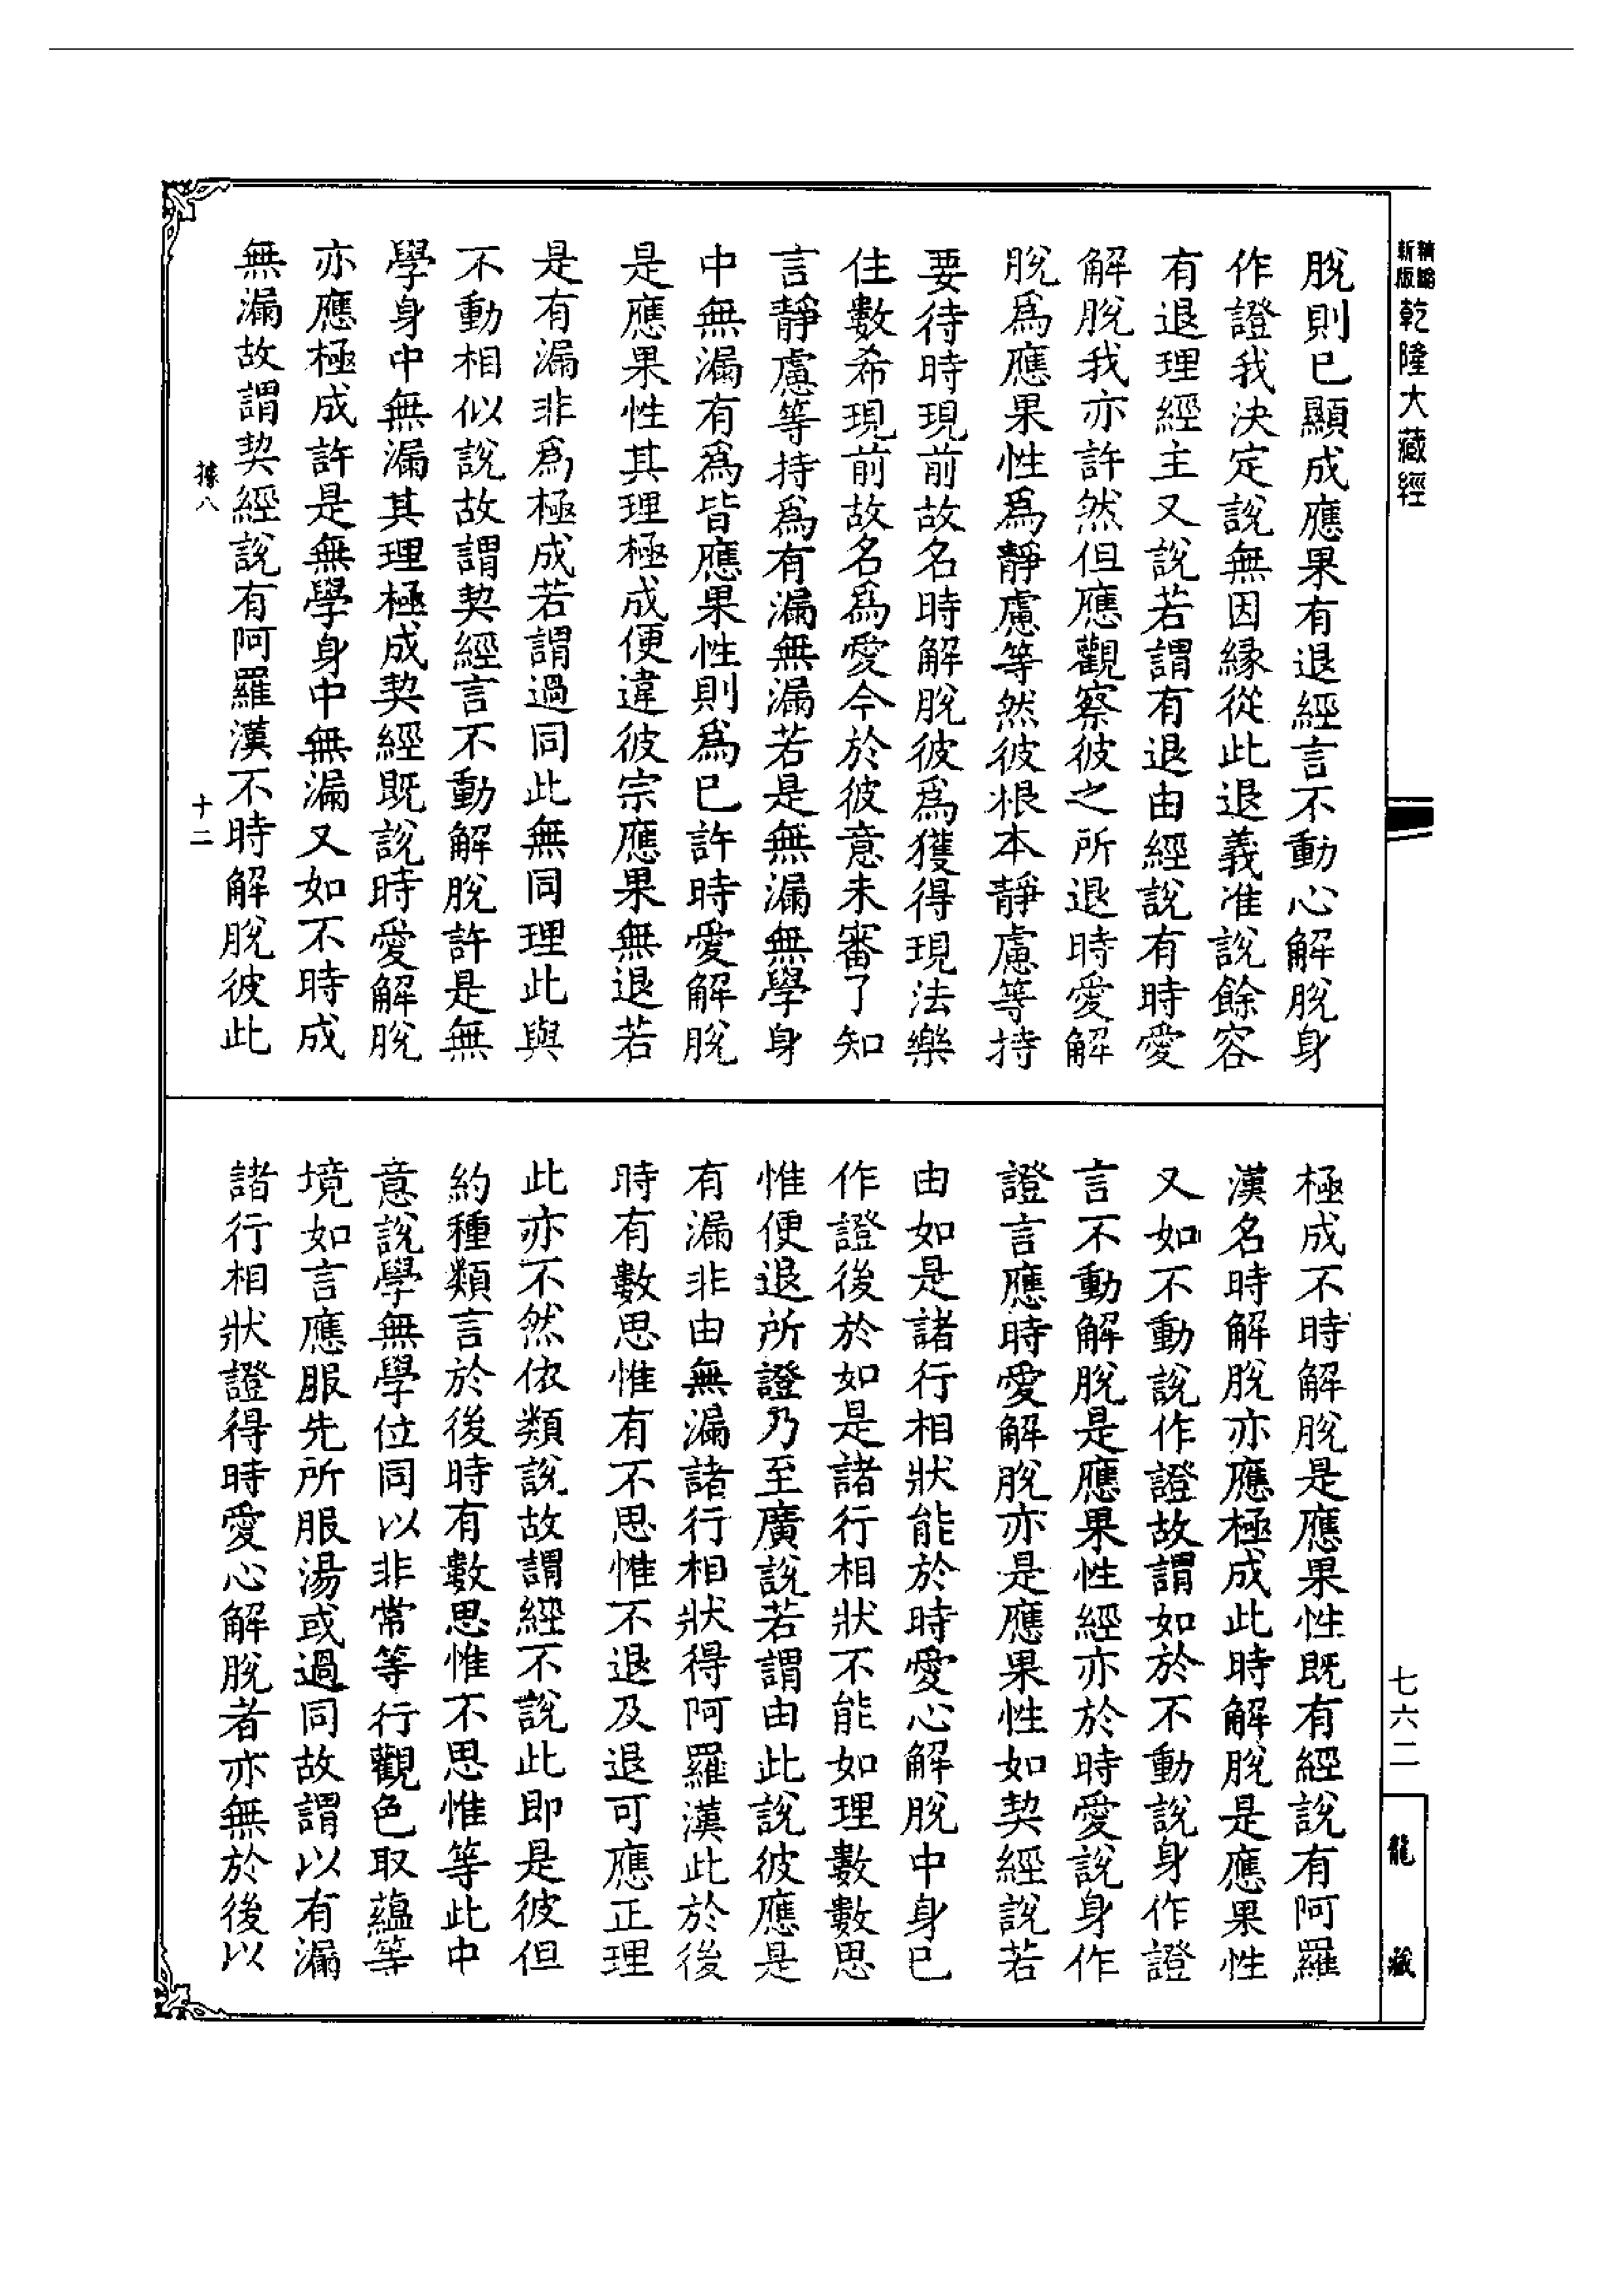 精縮
新版
乾隆大藏經
脫則已顯成應果有退經言不動心解脫身
作證我決定說無因緣從此退義准說餘容
有退理經主又說若謂有退由經說有時愛
解脫我亦許然但應觀察彼之所退時愛解
脫爲應果性爲靜慮等然彼根本靜慮等持
要待時現前故名時解脫彼爲獲得現法樂
住數希現前故名爲愛今於彼意未審了知
言靜慮等持爲有漏無漏若是無漏無學身
中無漏有爲皆應果性則爲已許時愛解脫
是應果性其理極成便違彼宗應果無退若
是有漏非爲極成若謂過同此無同理此與
不動相似說故謂契經言不動解脫許是無
學身中無漏其理極成契經既說時愛解脫
亦應極成許是無學身中無漏又如不時成
無漏故謂契經說有阿羅漢不時解脫彼此
據八
十二
極成不時解脫是應果性既有經說有阿羅
漢名時解脫亦應極成此時解脫是應果性
又如不動說作證故謂如於不動說身作證
言不動解脫是應果性經亦於時愛說身作
證言應時愛解脫亦是應果性如契經說若
由如是諸行相狀能於時愛心解脫中身已
作證後於如是諸行相狀不能如理數數思
惟便退所證乃至廣說若謂由此說彼應是
有漏非由無漏諸行相狀得阿羅漢此於後
時有數思惟有不思惟不退及退可應正理
此亦不然依類說故謂經不說此即是彼但
約種類言於後時有數思惟不思惟等此中
意說學無學位同以非常等行觀色取蘊等
境如言應服先所服湯或過同故謂以有漏
諸行相狀證得時愛心解脫者亦無於後以
七六二
龍藏